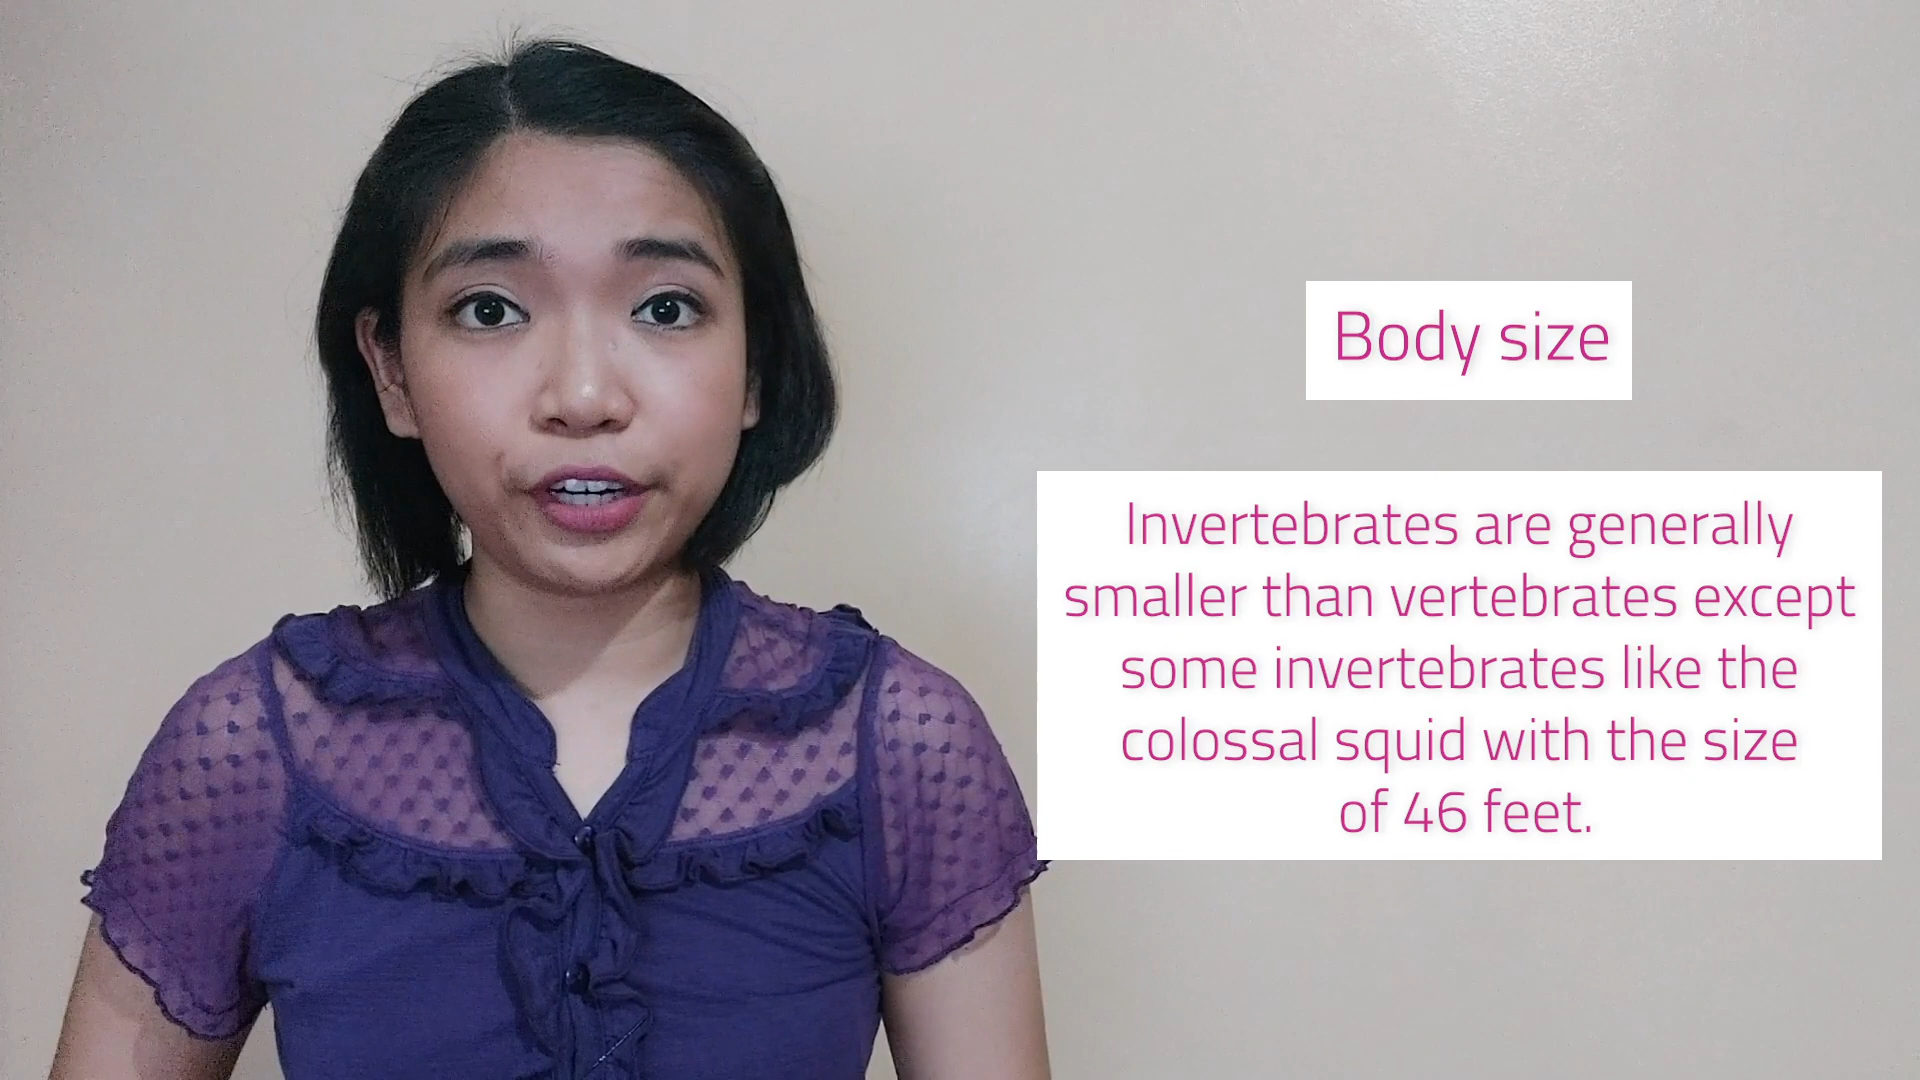 Body size
Invertebrates are generally
smaller than vertebrates except
some invertebrates like the
colossal squid with the size
of 46 feet.